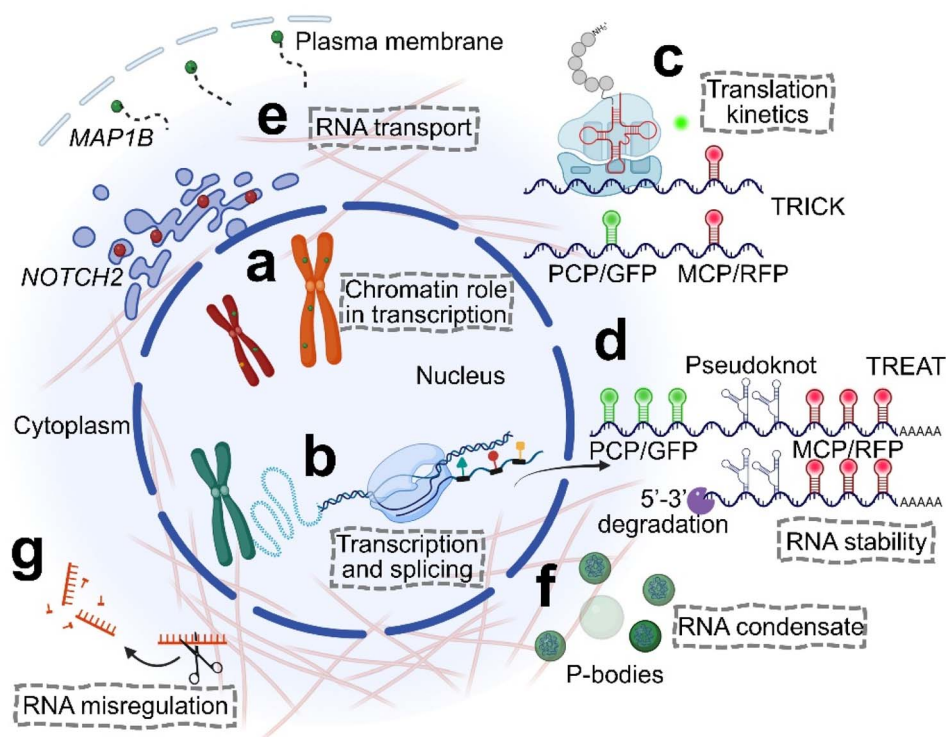 Plasma membrane
MAP1B
e
RNA transport
NOTCH2
c
NH₂
Translation
kinetics
TRICK
PCP/GFP
MCP/RFP
a
Chromatin role
in transcription
Nucleus
Cytoplasm
b
Transcription
and splicing
d
Pseudoknot
TREAT
AAAAA
PCP/GFP
MCP/RFP
5'-3'
degradation
AAAAA
RNA stability
g
RNA misregulation
f
RNA condensate
P-bodies